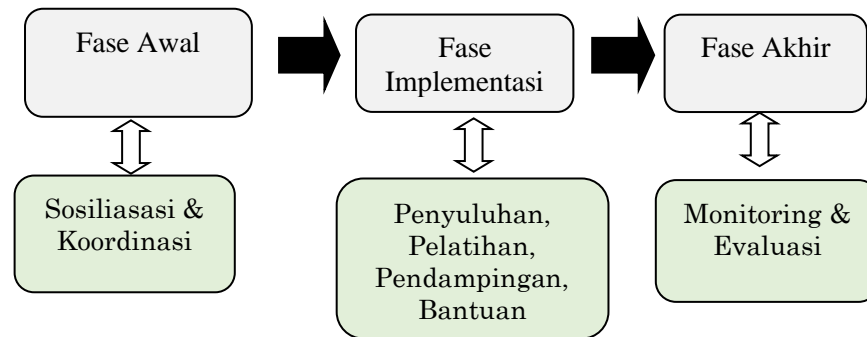 Fase Awal
Fase
Implementasi
Fase Akhir
Sosiliasasi &
Koordinasi
Penyuluhan,
Pelatihan,
Pendampingan,
Bantuan
Monitoring &
Evaluasi